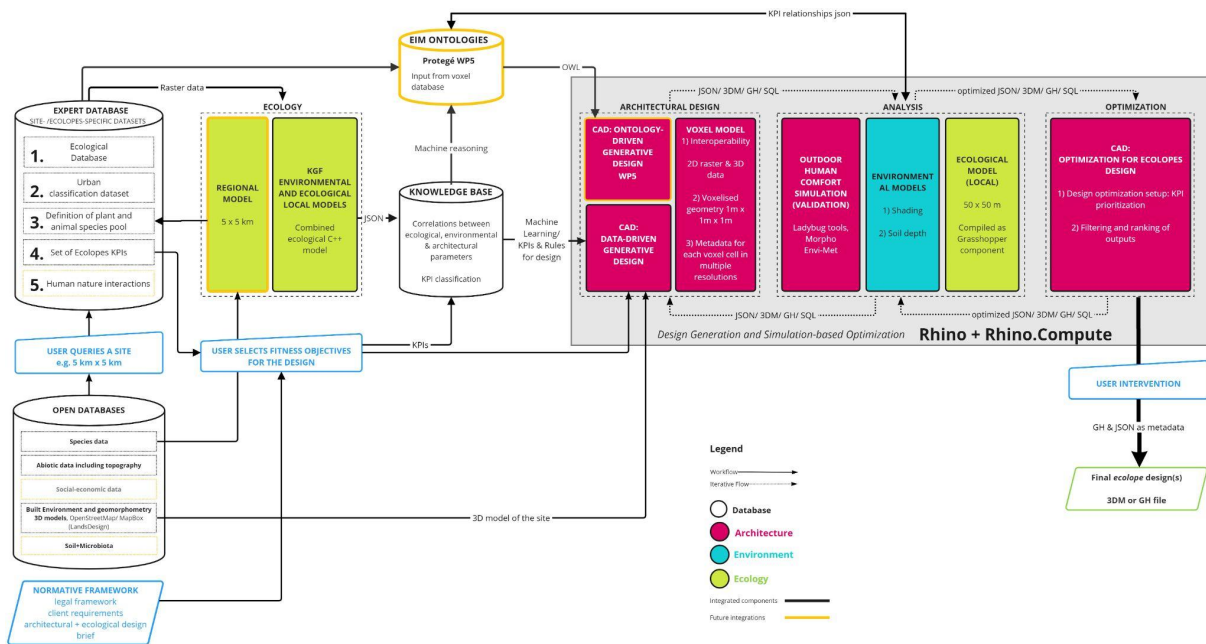 KPI relationships json
EIM ONTOLOGIES
Protegé WP5
Input from voxel
database
OWL
Raster data
ECOLOGY
EXPERT DATABASE
SITE- /ECOLOPES-SPECIFIC DATASETS
1. Ecological
Database
2. Urban
classification dataset
3. Definition of plant and
animal species pool
4. Set of Ecolopes KPIs
5. Human nature interactions
REGIONAL
MODEL
5 x 5 km
KGF
ENVIRONMENTAL
AND ECOLOGICAL
LOCAL MODELS
Combined
ecological C++
model
JSON
Machine reasoning
KNOWLEDGE BASE
Correlations between
ecological, environmental
& architectural
parameters
KPI classification
Machine
Learning/
KPIs & Rules
for design
JSON/ 3DM/ GH/ SQL
optimized JSON/ 3DM/ GH/ SQL
ARCHITECTURAL DESIGN
ANALYSIS
OPTIMIZATION
CAD: ONTOLOGY-
DRIVEN
GENERATIVE
DESIGN
WP5
CAD:
DATA-DRIVEN
GENERATIVE
DESIGN
VOXEL MODEL
1) Interoperability
2D raster & 3D
data
2) Voxelised
geometry 1m x
1m x 1m
3) Metadata for
each voxel cell in
multiple
resolutions
OUTDOOR
HUMAN
COMFORT
SIMULATION
(VALIDATION)
Ladybug tools,
Morpho
Envi-Met
ENVIRONMENT
AL MODELS
1) Shading
2) Soil depth
ECOLOGICAL
MODEL
(LOCAL)
50 x 50 m
Compiled as
Grasshopper
component
CAD:
OPTIMIZATION FOR ECOLOPES
DESIGN
1) Design optimization setup: KPI
prioritization
2) Filtering and ranking of
outputs
JSON/ 3DM/ GH/ SQL
optimized JSON/ 3DM/ GH/ SQL
Design Generation and Simulation-based Optimization Rhino + Rhino.Compute
USER QUERIES A SITE
e.g. 5 km x 5 km
USER SELECTS FITNESS OBJECTIVES
FOR THE DESIGN
KPIs
USER INTERVENTION
GH & JSON as metadata
Final ecolope design(s)
3DM or GH file
OPEN DATABASES
Species data
Abiotic data including topography
Social-economic data
Built Environment and geomorphometry
3D models, OpenStreetMap/ MapBox
(LandsDesign)
Soil+Microbiota
3D model of the site
NORMATIVE FRAMEWORK
legal framework
client requirements
architectural + ecological design
brief
Legend
Workflow
Iterative Flow
Database
Architecture
Environment
Ecology
Integrated components
Future integrations